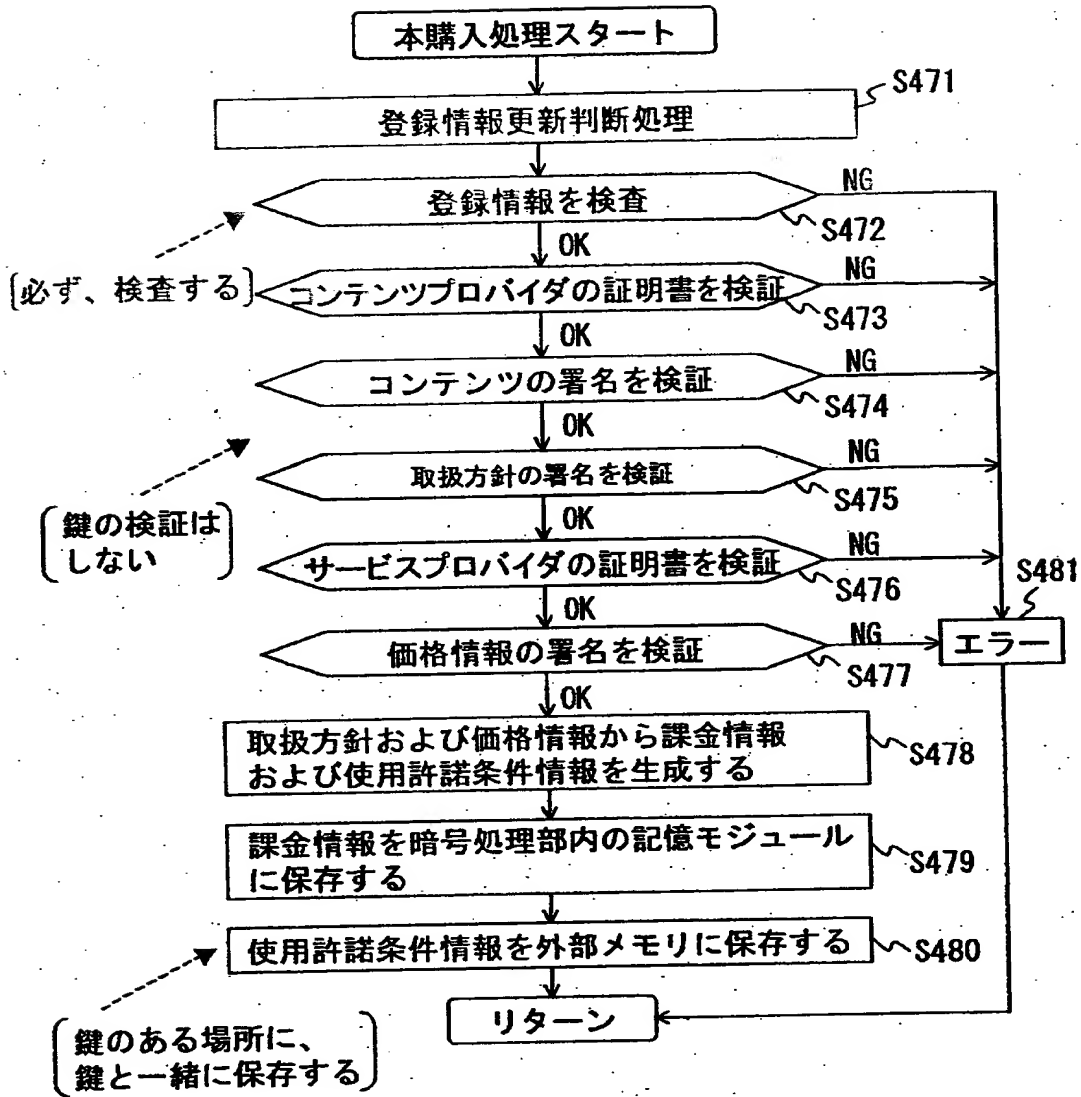 本購入処理スタート
S471
登録情報更新判断処理
登録情報を検査
NG
S472
OK
[必ず、検査する]
コンテンツプロバイダの証明書を検証
NG
S473
OK
コンテンツの署名を検証
NG
S474
OK
取扱方針の署名を検証
NG
S475
[鍵の検証は
しない]
OK
サービスプロバイダの証明書を検証
NG
S476
OK
S481
エラー
価格情報の署名を検証
NG
S477
OK
取扱方針および価格情報から課金情報
および使用許諾条件情報を生成する
S478
課金情報を暗号処理部内の記憶モジュール
に保存する
S479
使用許諾条件情報を外部メモリに保存する
S480
リターン
[鍵のある場所に、
鍵と一緒に保存する]